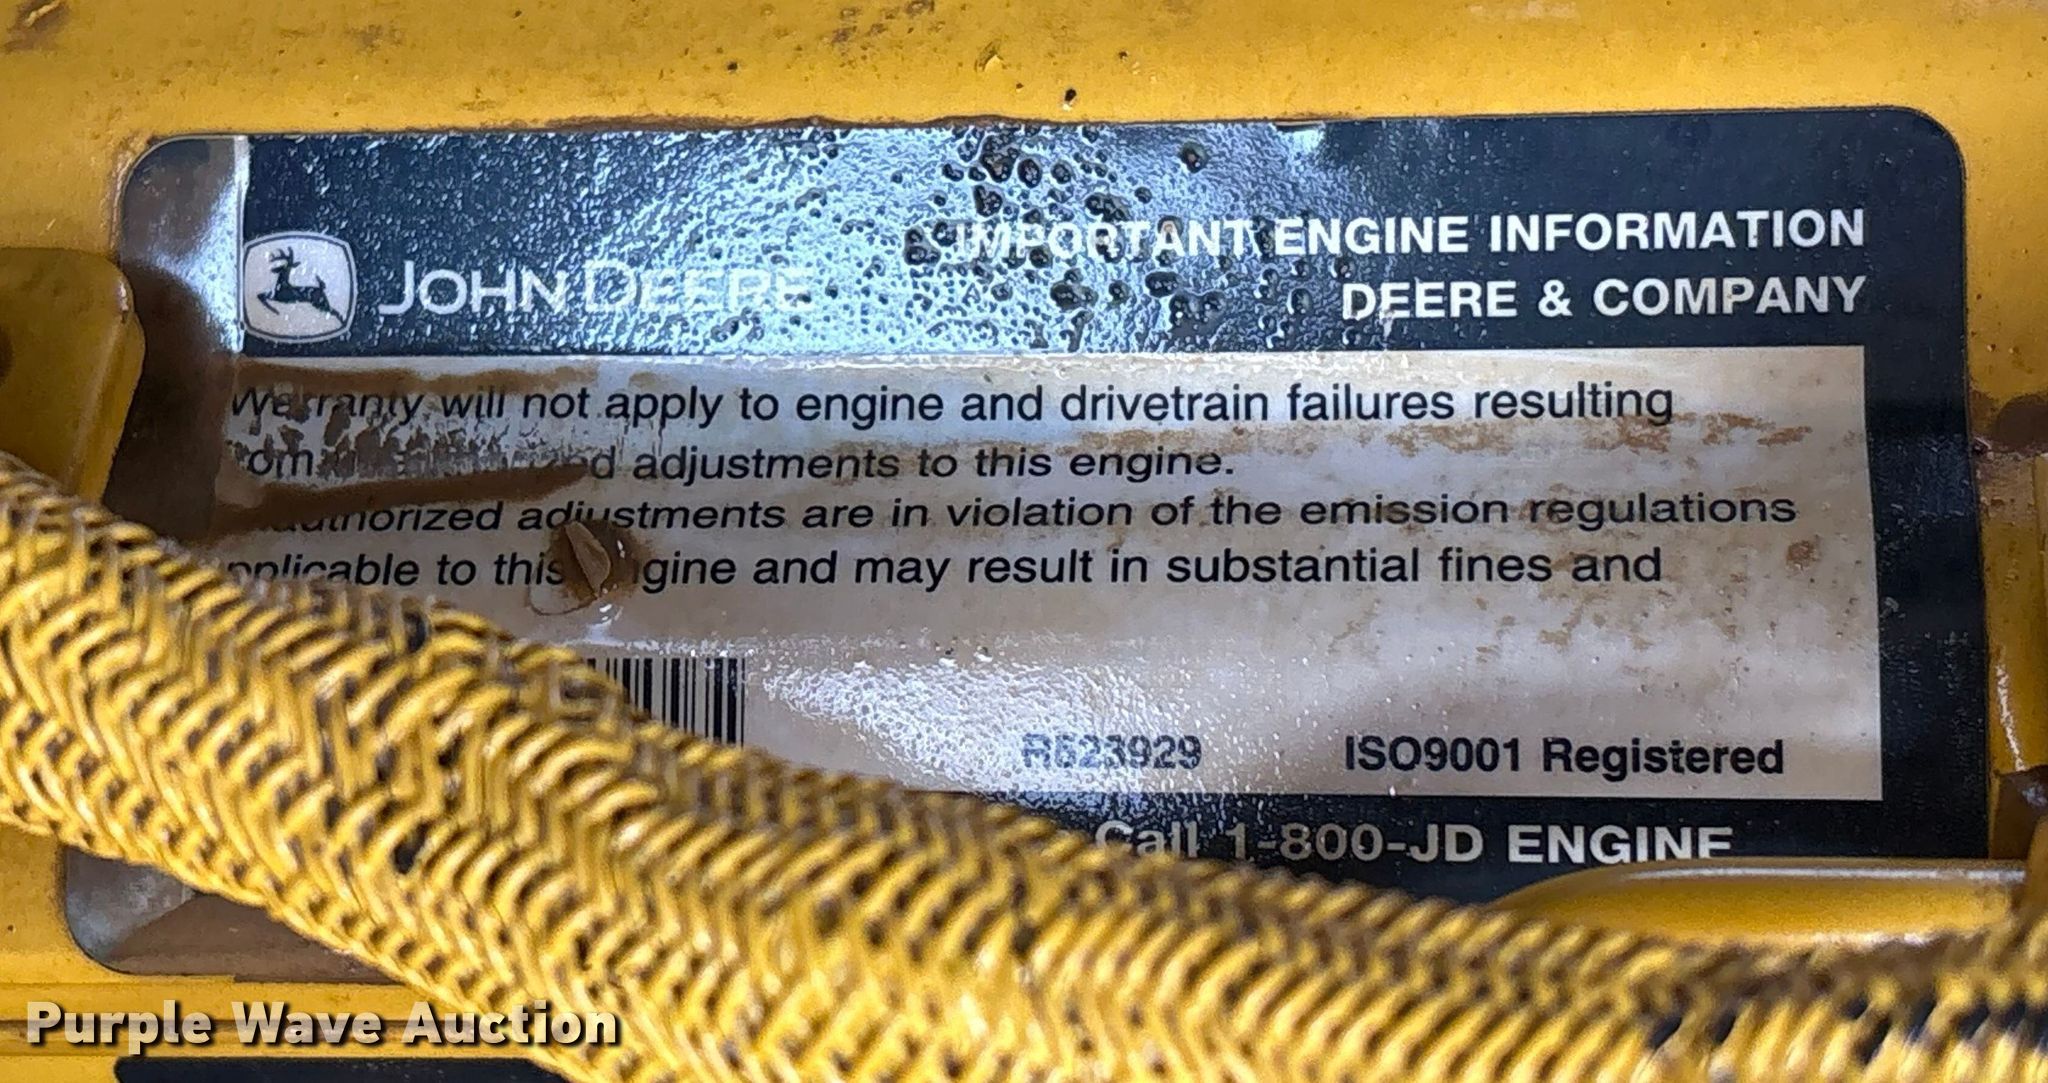 IMPORTANT ENGINE INFORMATION
JOHN DEERE
DEERE & COMPANY
Warranty will not apply to engine and drivetrain failures resulting
adjustments to this engine.
adjustments are in violation of the emission regulations
to this engine and may result in substantial fines and
R523929
ISO9001 Registered
Call 1-800-JD ENGINE
Purple Wave Auction